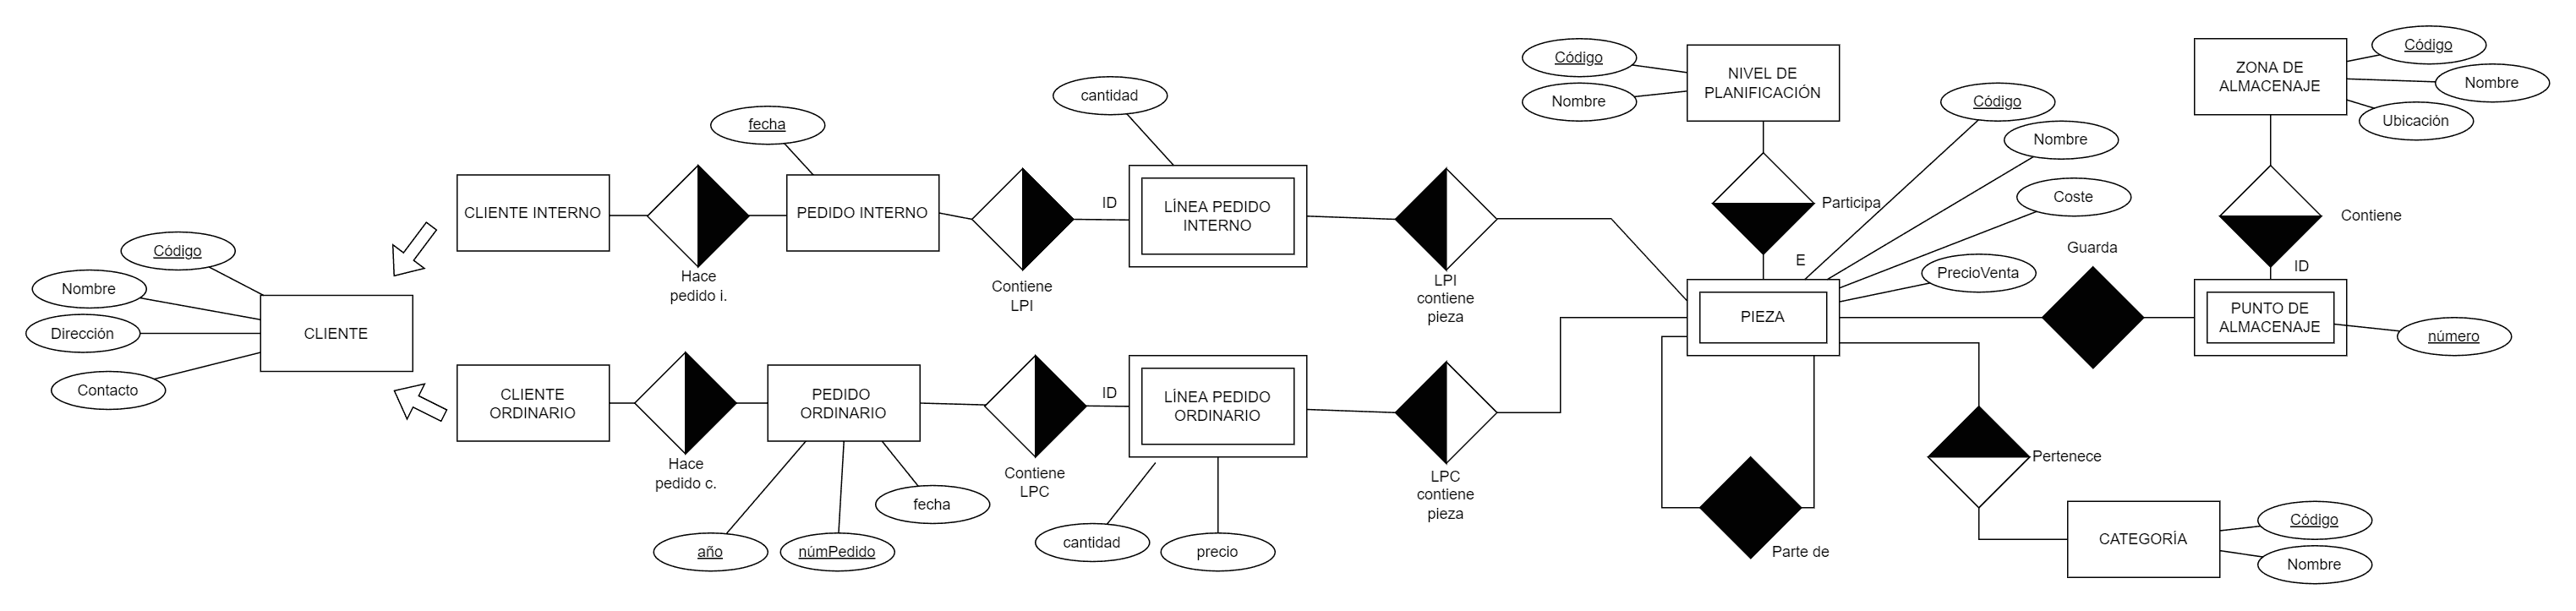 Código
Nombre
Dirección
Contacto
CLIENTE
CLIENTE INTERNO
Hace
pedido i.
fecha
PEDIDO INTERNO
Contiene
LPI
cantidad
ID
LÍNEA PEDIDO
INTERNO
LPI
contiene
pieza
CLIENTE
ORDINARIO
Hace
pedido c.
PEDIDO
ORDINARIO
año
númPedido
fecha
Contiene
LPC
ID
LÍNEA PEDIDO
ORDINARIO
cantidad
precio
LPC
contiene
pieza
Código
Nombre
NIVEL DE
PLANIFICACIÓN
Participa
E
Código
Nombre
Coste
PrecioVenta
PIEZA
Parte de
Guarda
ZONA DE
ALMACENAJE
Código
Nombre
Ubicación
Contiene
ID
PUNTO DE
ALMACENAJE
número
Pertenece
CATEGORÍA
Código
Nombre